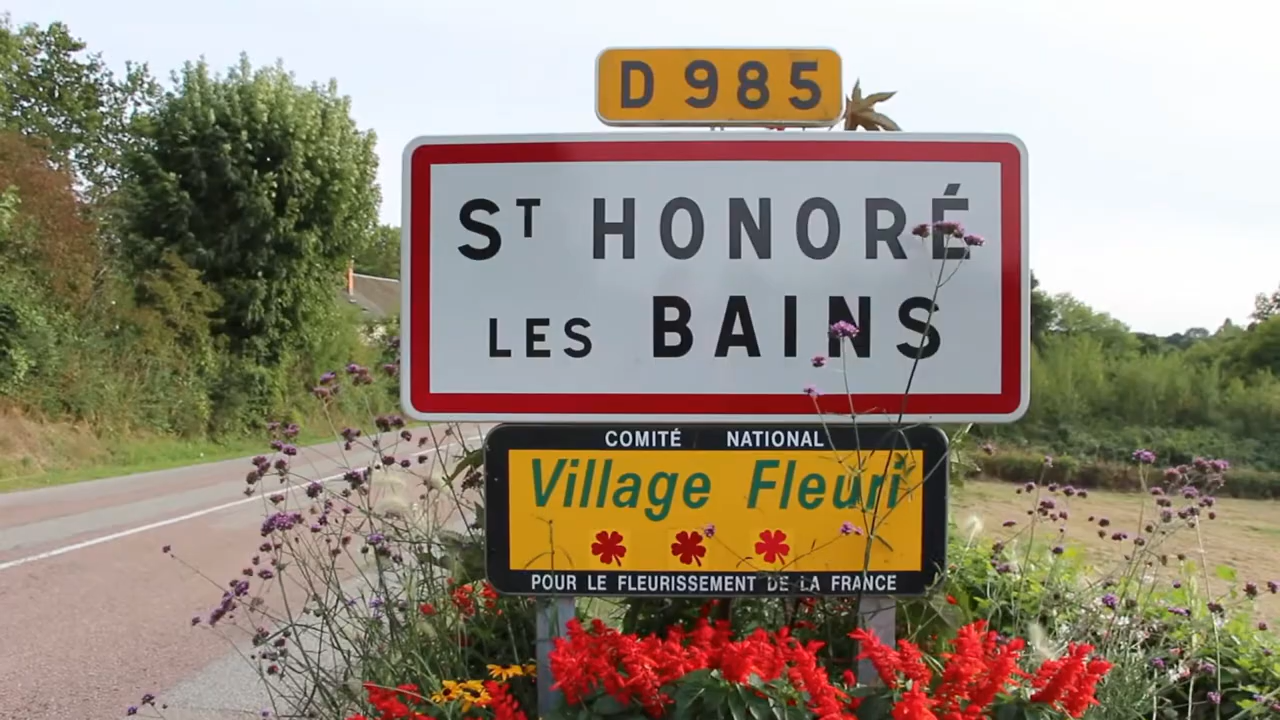 D 985
ST HONORÉ
LES BAINS
COMITÉ NATIONAL
Village Fleuri
POUR LE FLEURISSEMENT DE LA FRANCE